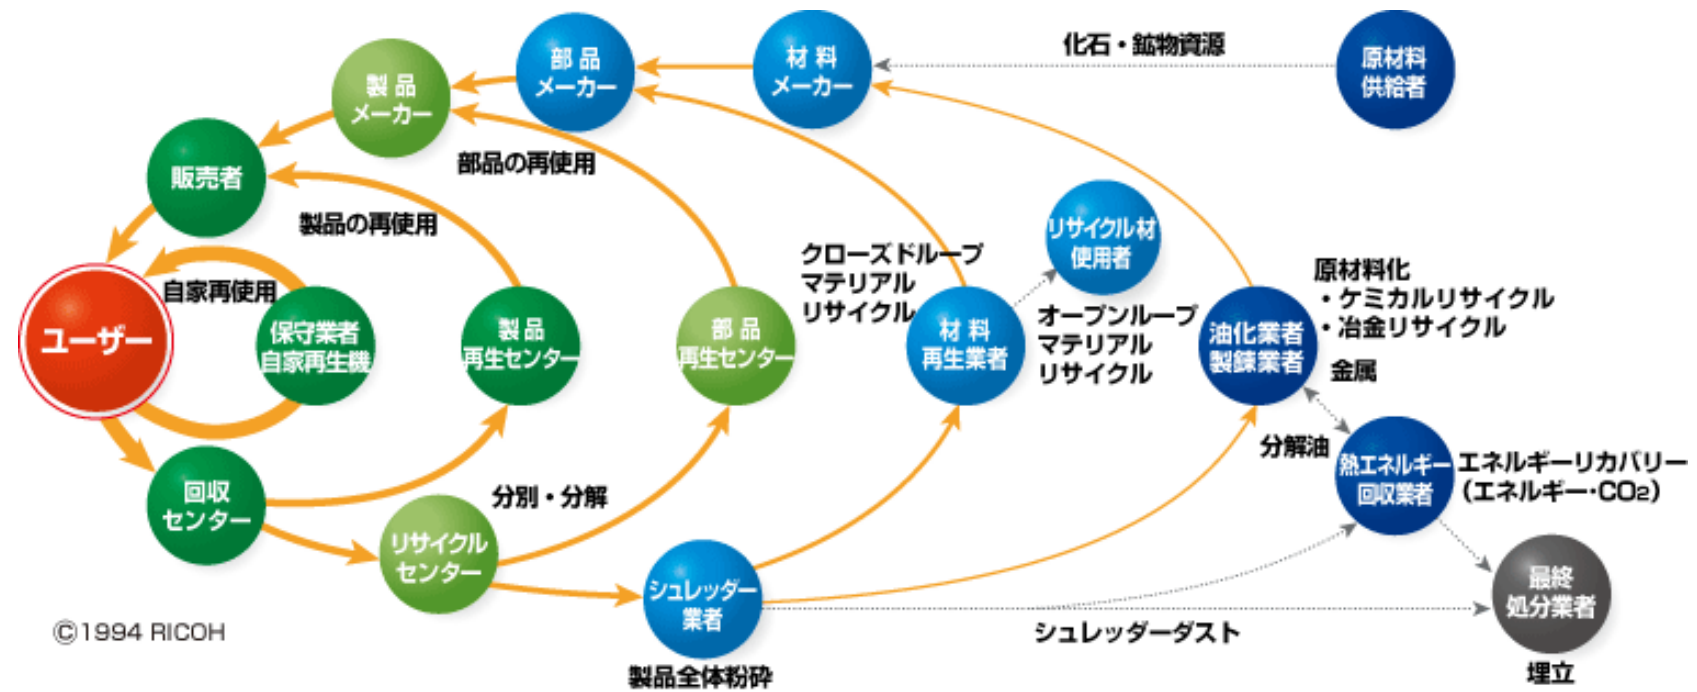 化石・鉱物資源
原材料
供給者
材 料
メーカー
部 品
メーカー
製 品
メーカー
部品の再使用
販売者
製品の再使用
リサイクル材
使用者
クローズドループ
マテリアル
リサイクル
原材料化
・ケミカルリサイクル
・冶金リサイクル
自家再使用
ユーザー
保守業者
自家再生機
製 品
再生センター
部 品
再生センター
材 料
再生業者
オープンループ
マテリアル
リサイクル
油化業者
製錬業者
金属
分解油
熱エネルギー
回収業者
エネルギーリカバリー
（エネルギー・CO2）
回収
センター
分別・分解
リサイクル
センター
シュレッダー
業者
製品全体粉砕
シュレッダーダスト
最終
処分業者
埋立
©1994 RICOH